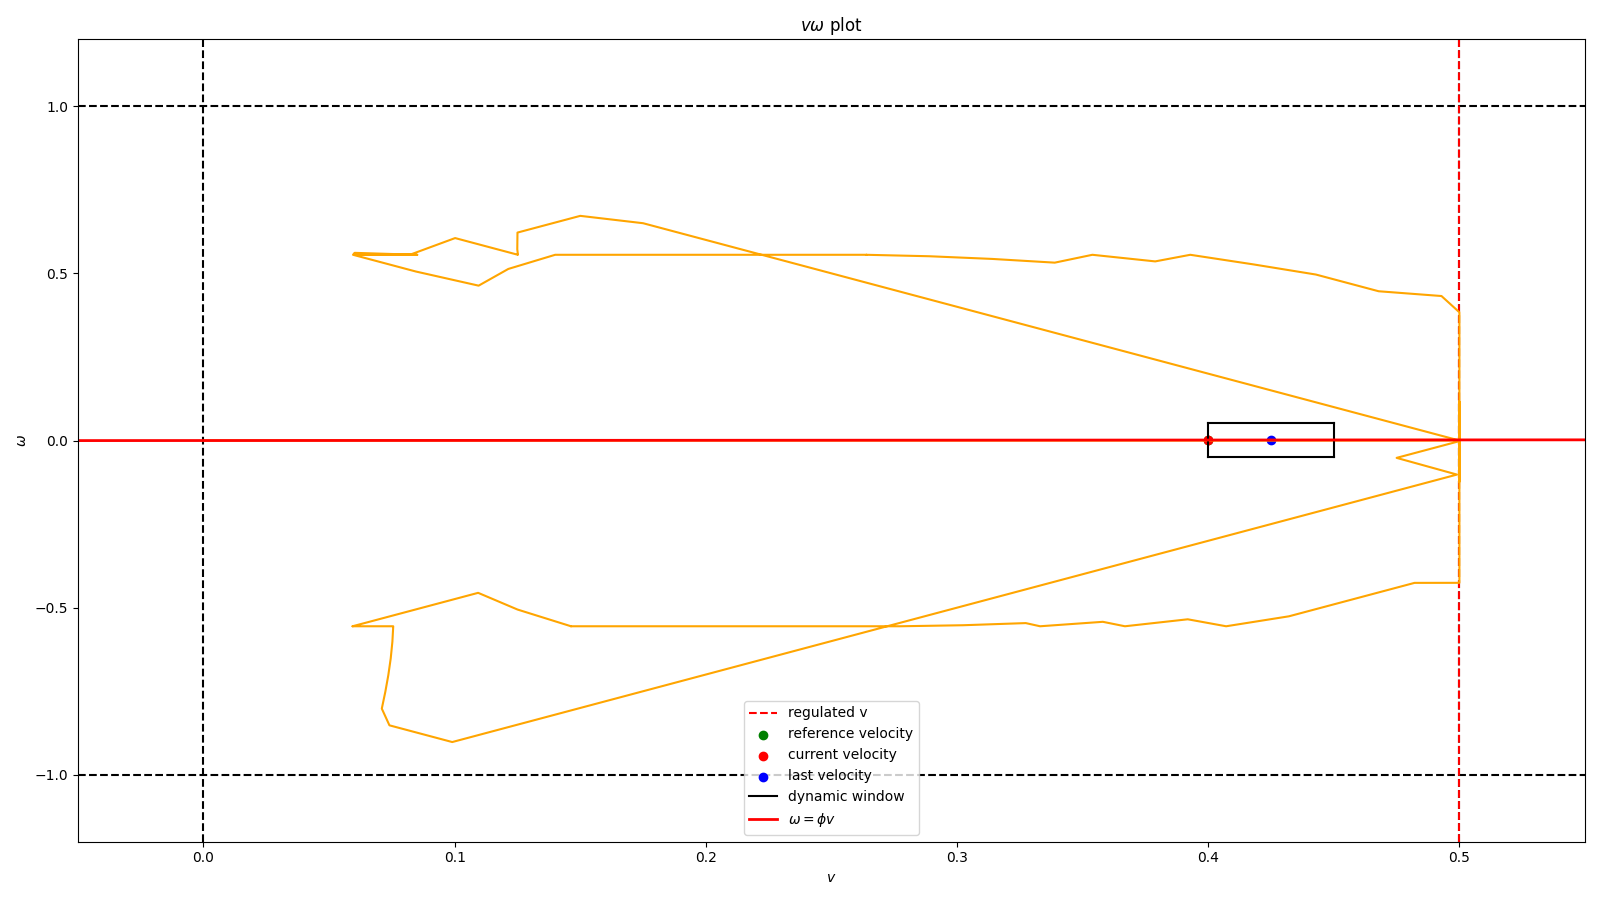 vω plot
1.0
0.5
0.0
−0.5
−1.0
ω
0.0
0.1
0.2
0.3
0.4
0.5
v
regulated v
reference velocity
current velocity
last velocity
dynamic window
ω = ϕv